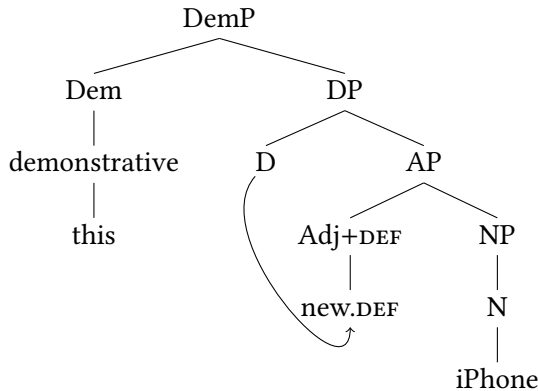 DemP
Dem DP
demonstrative D AP
this Adj+DEF NP
new.DEF N
iPhone